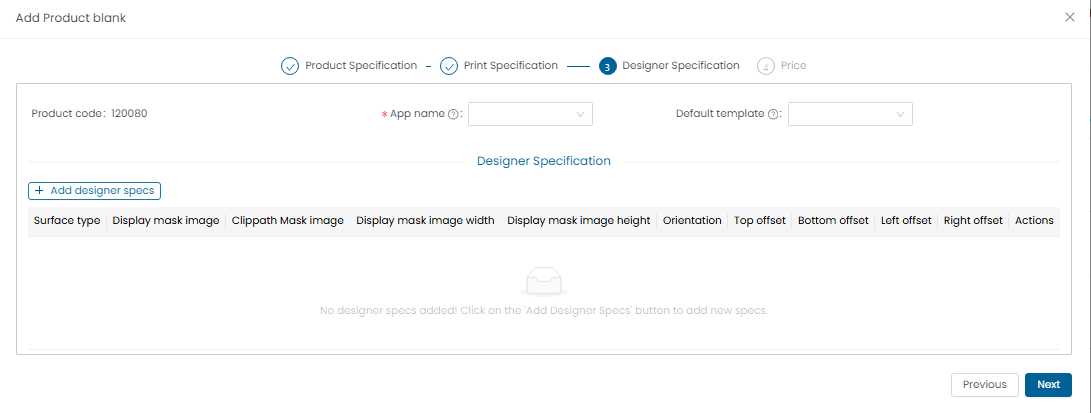 Add Product blank
Product Specification Print Specification 3 Designer Specification 4 Price
Product code: 120080 * App name ? : Default template ? :
Designer Specification
+ Add designer specs
Surface type Display mask image Clippath Mask image Display mask image width Display mask image height Orientation Top offset Bottom offset Left offset Right offset Actions
No designer specs added! Click on the 'Add Designer Specs' button to add new specs.
Previous Next